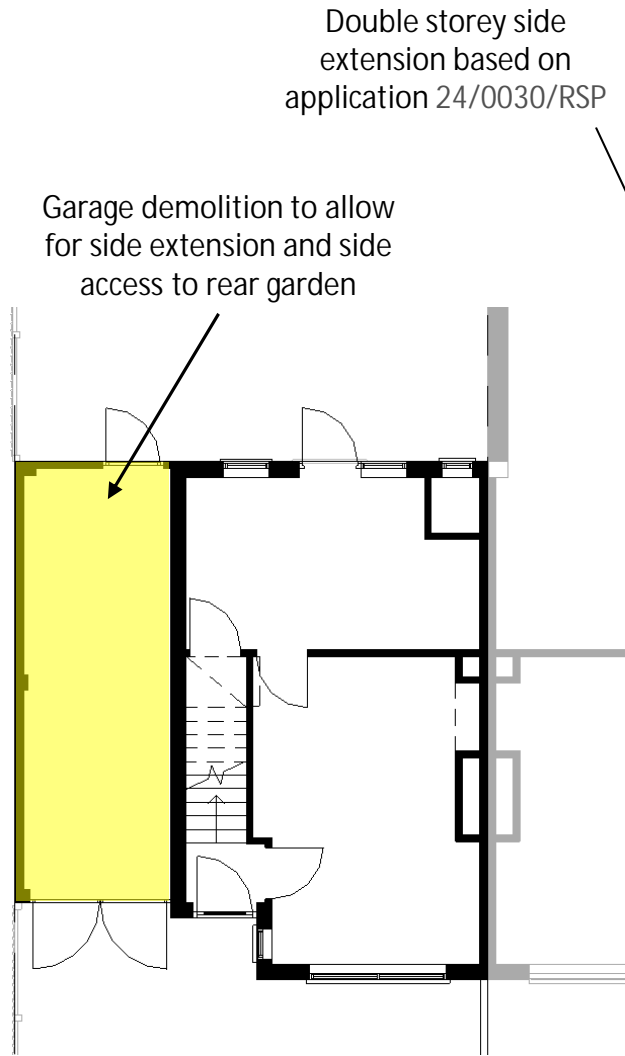 Double storey side
extension based on
application 24/0030/RSP
Garage demolition to allow
for side extension and side
access to rear garden